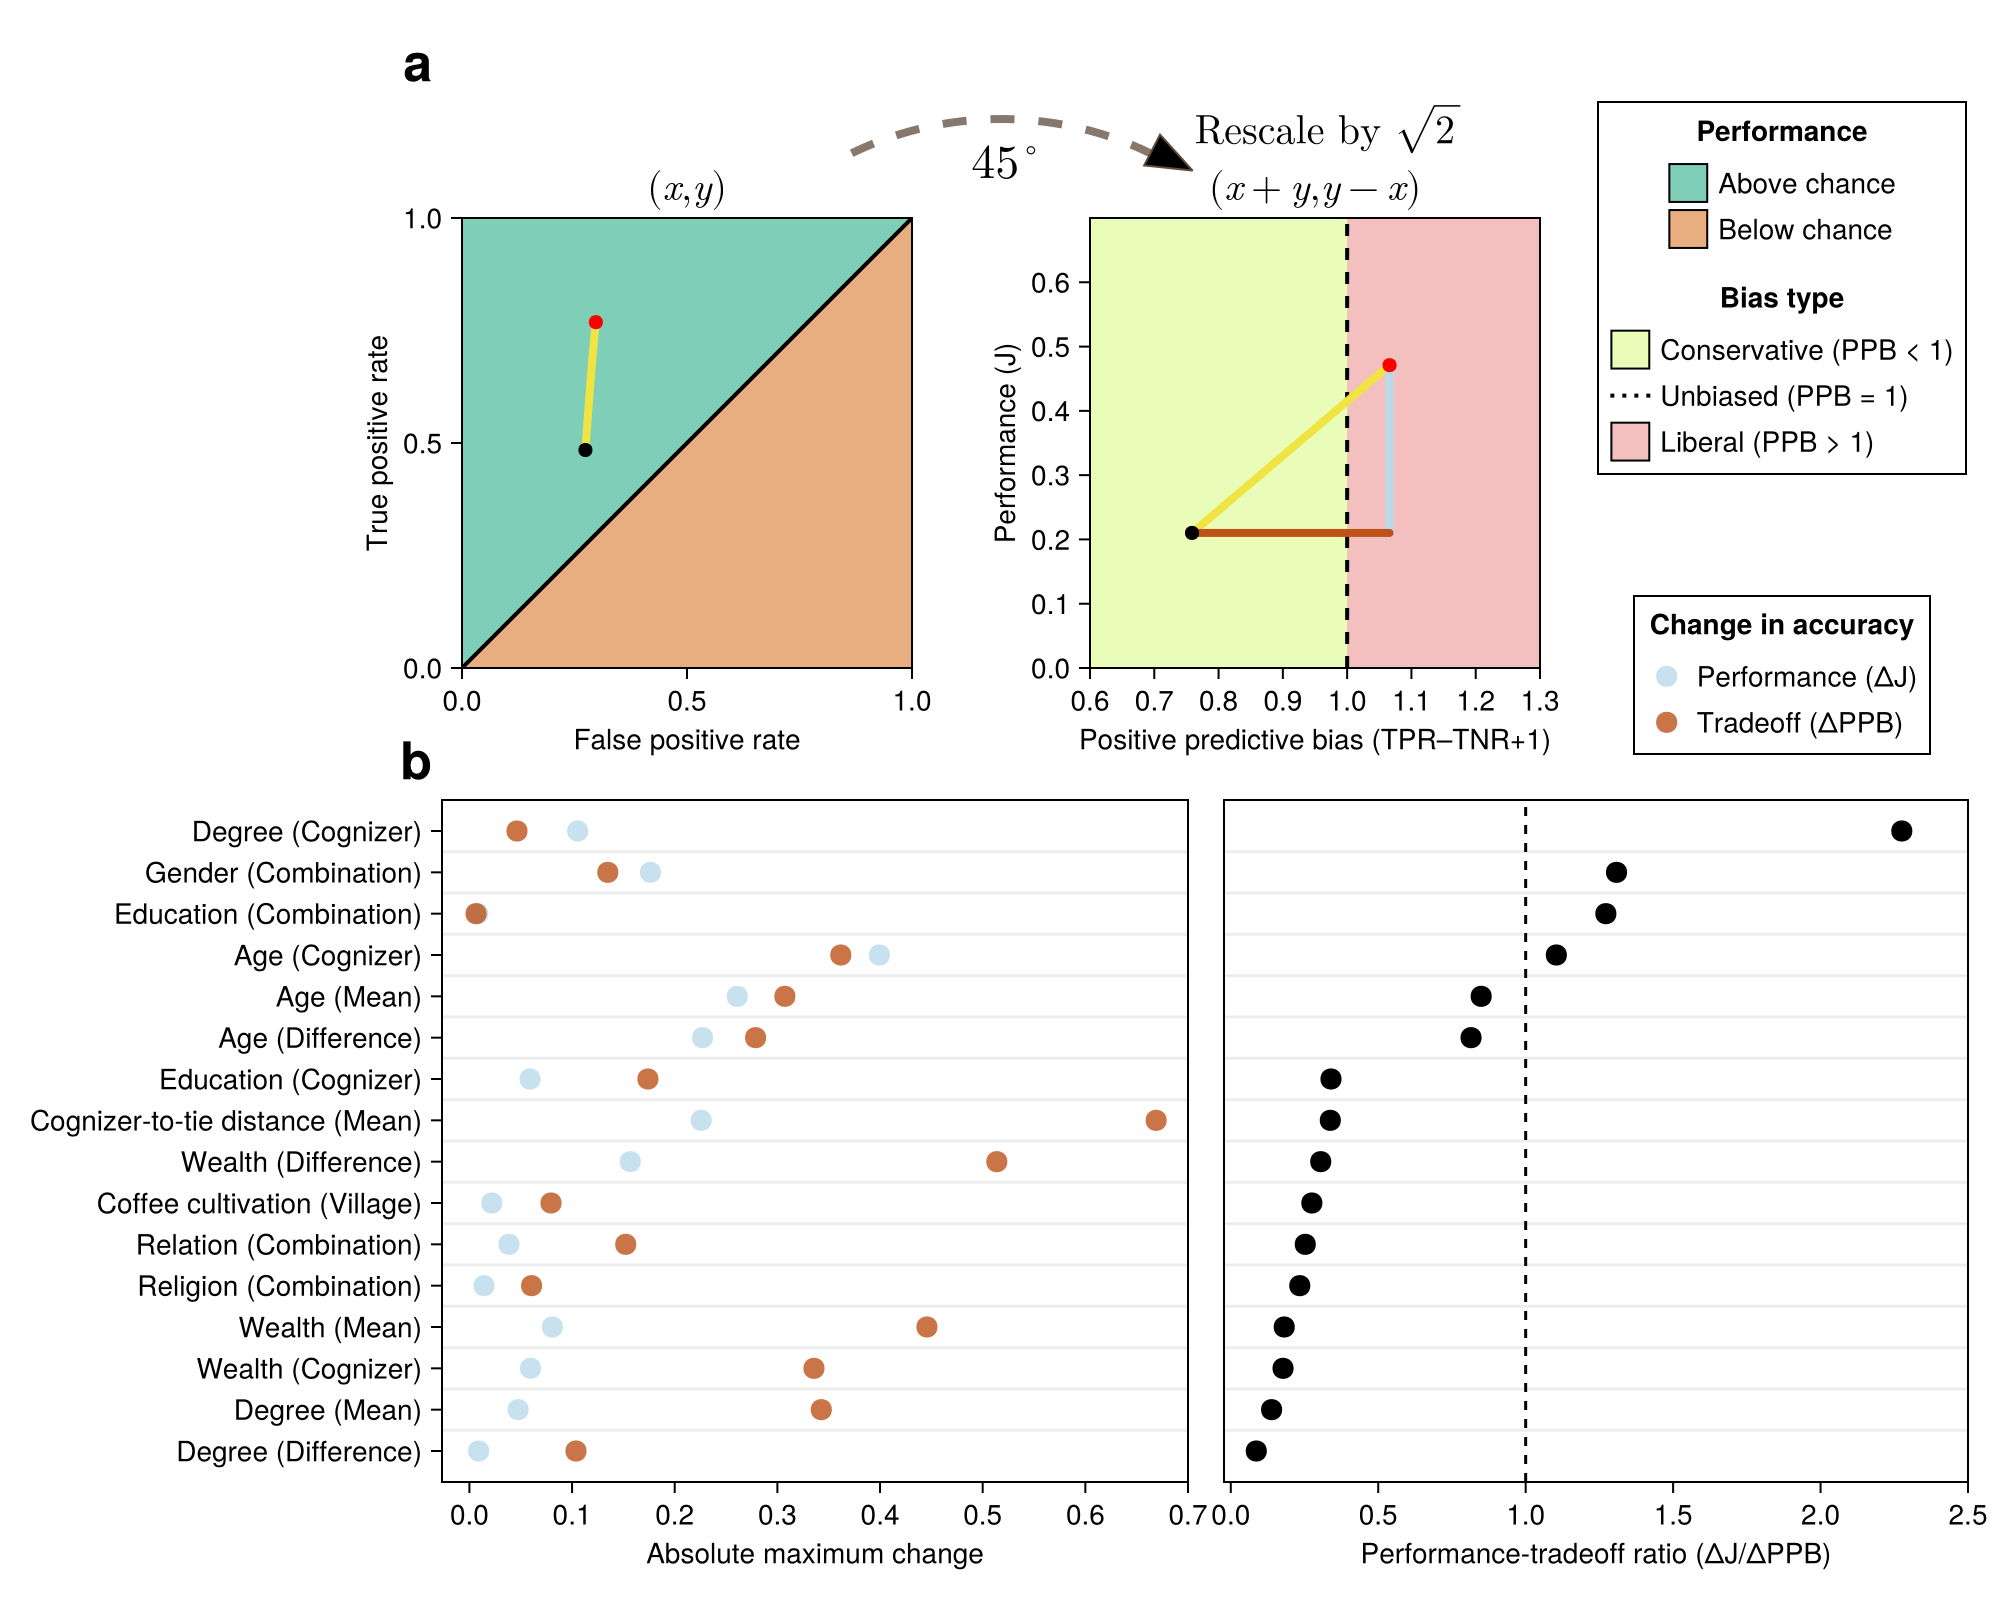 a
Rescale by √2
45°
(x, y)
(x + y, y − x)
1.0
0.5
0.0
True positive rate
0.0 0.5 1.0
False positive rate
0.6
0.5
0.4
0.3
0.2
0.1
0.0
Performance (J)
0.6 0.7 0.8 0.9 1.0 1.1 1.2 1.3
Positive predictive bias (TPR–TNR+1)
Performance
Above chance
Below chance
Bias type
Conservative (PPB < 1)
Unbiased (PPB = 1)
Liberal (PPB > 1)
Change in accuracy
Performance (ΔJ)
Tradeoff (ΔPPB)
b
Degree (Cognizer)
Gender (Combination)
Education (Combination)
Age (Cognizer)
Age (Mean)
Age (Difference)
Education (Cognizer)
Cognizer-to-tie distance (Mean)
Wealth (Difference)
Coffee cultivation (Village)
Relation (Combination)
Religion (Combination)
Wealth (Mean)
Wealth (Cognizer)
Degree (Mean)
Degree (Difference)
0.0 0.1 0.2 0.3 0.4 0.5 0.6 0.7
Absolute maximum change
0.0 0.5 1.0 1.5 2.0 2.5
Performance-tradeoff ratio (ΔJ/ΔPPB)